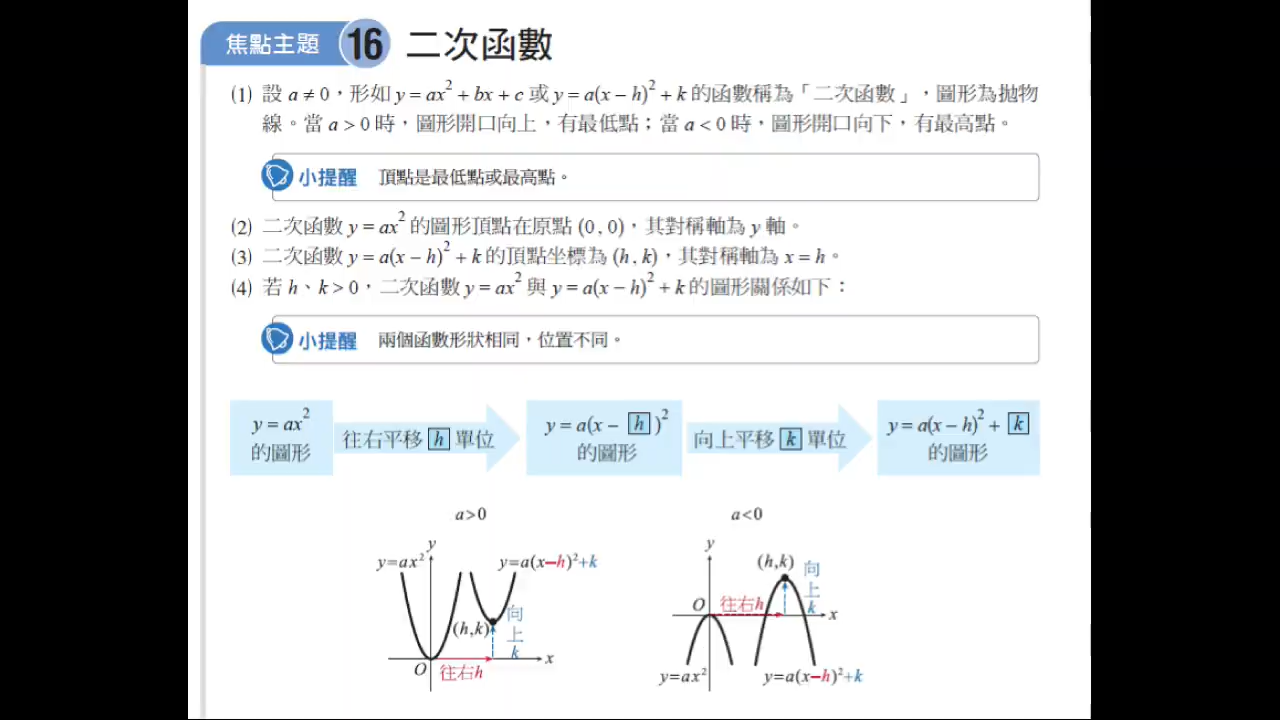 焦點主題 16 二次函數
(1) 設 a ≠ 0，形如 y = ax² + bx + c 或 y = a(x − h)² + k 的函數稱為「二次函數」，圖形為拋物
線。當 a > 0 時，圖形開口向上，有最低點；當 a < 0 時，圖形開口向下，有最高點。
小提醒 頂點是最低點或最高點。
(2) 二次函數 y = ax² 的圖形頂點在原點 (0 , 0)，其對稱軸為 y 軸。
(3) 二次函數 y = a(x − h)² + k 的頂點坐標為 (h , k)，其對稱軸為 x = h。
(4) 若 h、k > 0，二次函數 y = ax² 與 y = a(x − h)² + k 的圖形關係如下：
小提醒 兩個函數形狀相同，位置不同。
y = ax²
的圖形
往右平移 h 單位
y = a(x − h )²
的圖形
向上平移 k 單位
y = a(x − h)² + k
的圖形
a>0
y
y=ax²
y=a(x−h)²+k
(h,k)
向
上
k
O
往右h
x
a<0
y
(h,k)
向
上
k
O
往右h
x
y=ax²
y=a(x−h)²+k